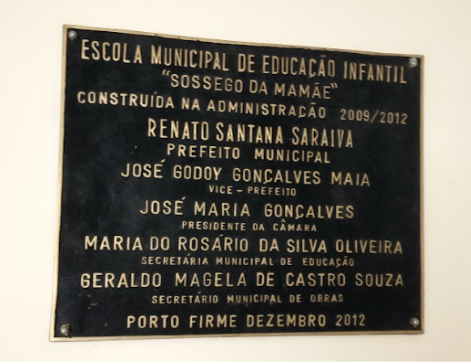 ESCOLA MUNICIPAL DE EDUCAÇÃO INFANTIL
"SOSSEGO DA MAMÃE"
CONSTRUÍDA NA ADMINISTRAÇÃO 2009/2012
RENATO SANTANA SARAIVA
PREFEITO MUNICIPAL
JOSÉ GODOY GONÇALVES MAIA
VICE-PREFEITO
JOSÉ MARIA GONÇALVES
PRESIDENTE DA CÂMARA
MARIA DO ROSÁRIO DA SILVA OLIVEIRA
SECRETÁRIA MUNICIPAL DE EDUCAÇÃO
GERALDO MAGELA DE CASTRO SOUZA
SECRETÁRIO MUNICIPAL DE OBRAS
PORTO FIRME DEZEMBRO 2012